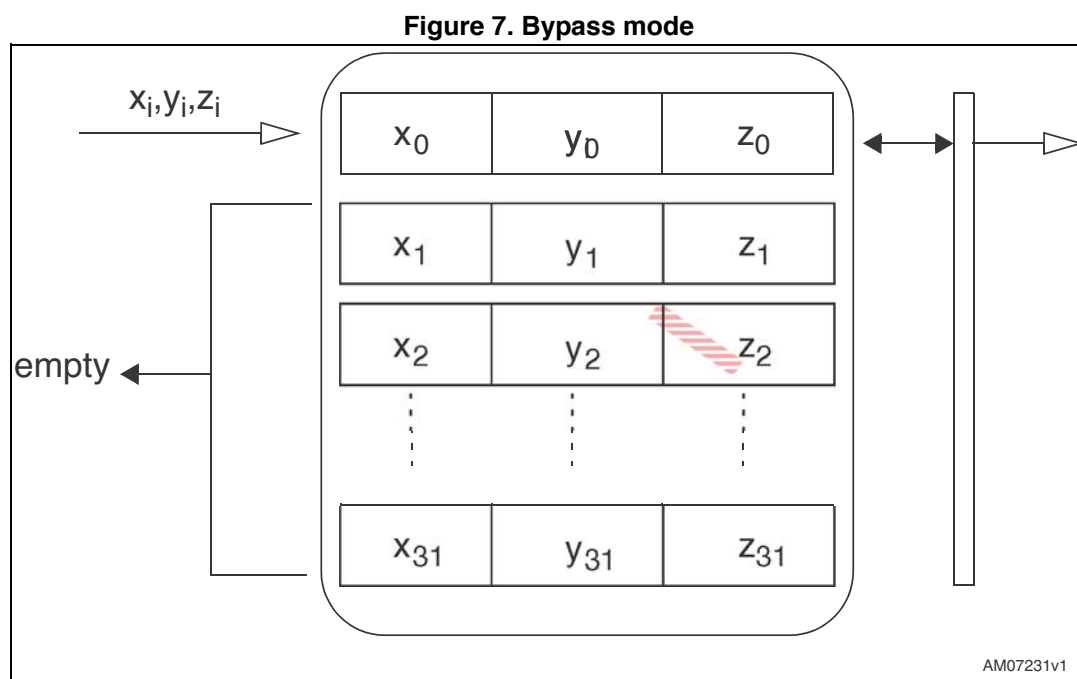 Figure 7. Bypass mode
xᵢ,yᵢ,zᵢ
x₀ y₀ z₀
x₁ y₁ z₁
x₂ y₂ z₂
empty
x₃₁ y₃₁ z₃₁
AM07231v1